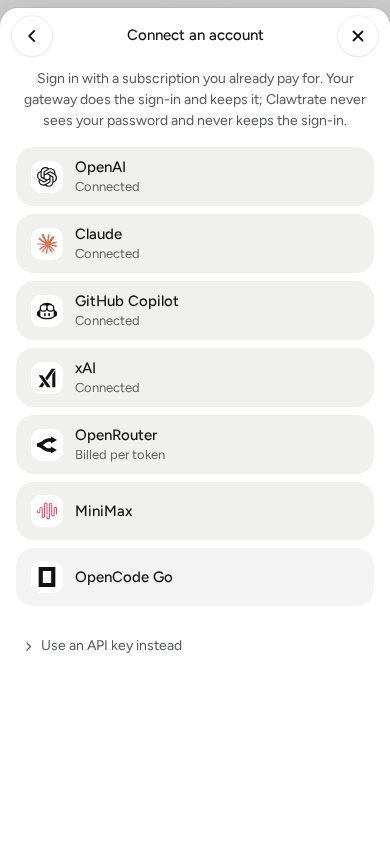 Connect an account
Sign in with a subscription you already pay for. Your
gateway does the sign-in and keeps it; Clawtrate never
sees your password and never keeps the sign-in.
OpenAI
Connected
Claude
Connected
GitHub Copilot
Connected
xAI
Connected
OpenRouter
Billed per token
MiniMax
OpenCode Go
Use an API key instead